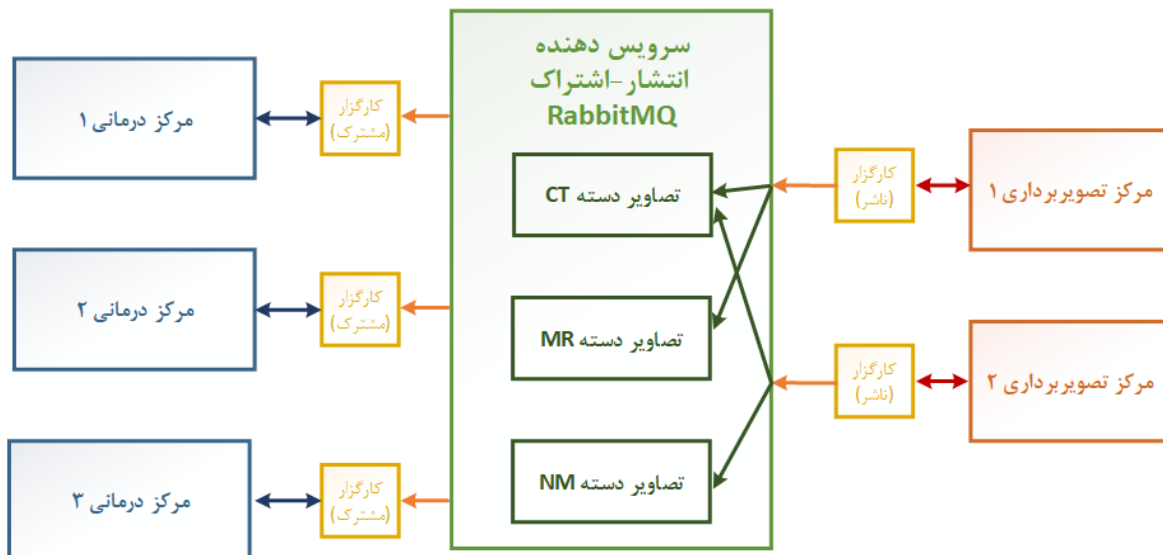 سرویس دهنده
انتشار-اشتراک
RabbitMQ
مرکز تصویربرداری ۱
کارگزار
(ناشر)
تصاویر دسته CT
کارگزار
(مشترک)
مرکز درمانی ۱
تصاویر دسته MR
کارگزار
(مشترک)
مرکز درمانی ۲
مرکز تصویربرداری ۲
کارگزار
(ناشر)
تصاویر دسته NM
کارگزار
(مشترک)
مرکز درمانی ۳